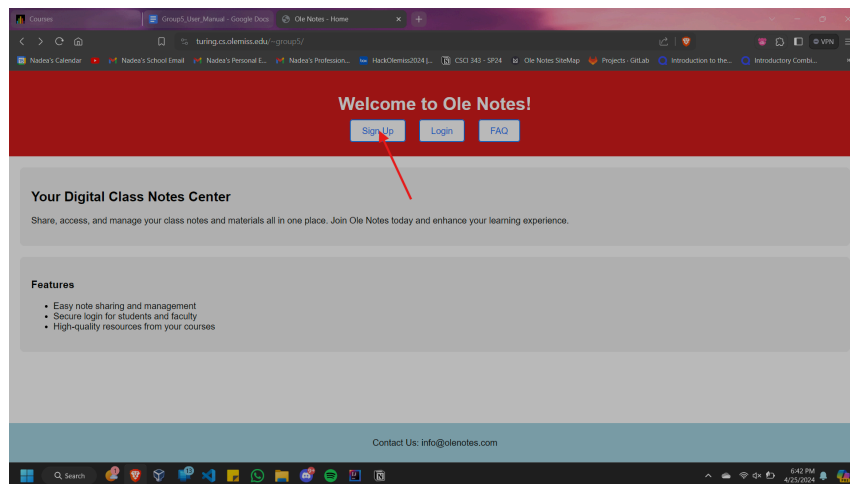 Courses
Group5_User_Manual - Google Docs
Ole Notes - Home
turing.cs.olemiss.edu/~group5/
VPN
Nadea's Calendar
Nadea's School Email
Nadea's Personal E...
Nadea's Profession...
HackOlemiss2024 |...
CSCI 343 - SP24
Ole Notes SiteMap
Projects · GitLab
Introduction to the...
Introductory Combi...
Welcome to Ole Notes!
Sign Up
Login
FAQ
Your Digital Class Notes Center
Share, access, and manage your class notes and materials all in one place. Join Ole Notes today and enhance your learning experience.
Features
• Easy note sharing and management
• Secure login for students and faculty
• High-quality resources from your courses
Contact Us: info@olenotes.com
Search
6:42 PM
4/25/2024